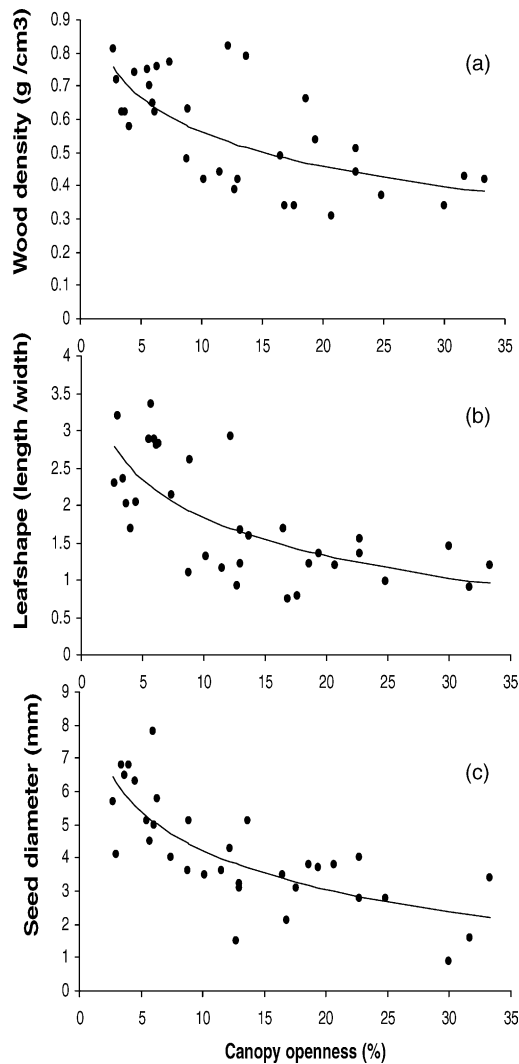 Wood density (g /cm3)
0.9
0.8
0.7
0.6
0.5
0.4
0.3
0.2
0.1
0
(a)
0 5 10 15 20 25 30 35
Leafshape (length /width)
4
3.5
3
2.5
2
1.5
1
0.5
0
(b)
0 5 10 15 20 25 30 35
Seed diameter (mm)
9
8
7
6
5
4
3
2
1
0
(c)
0 5 10 15 20 25 30 35
Canopy openness (%)